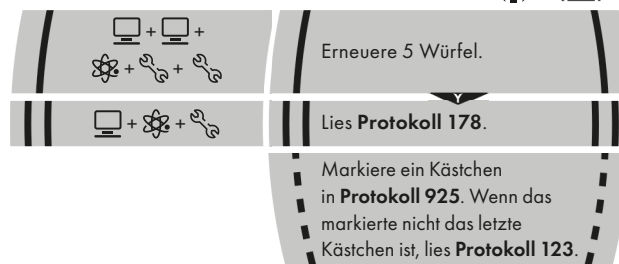 + +
+ +
Erneuere 5 Würfel.
Y
+ +
Lies Protokoll 178.
Markiere ein Kästchen
in Protokoll 925. Wenn das
markierte nicht das letzte
Kästchen ist, lies Protokoll 123.